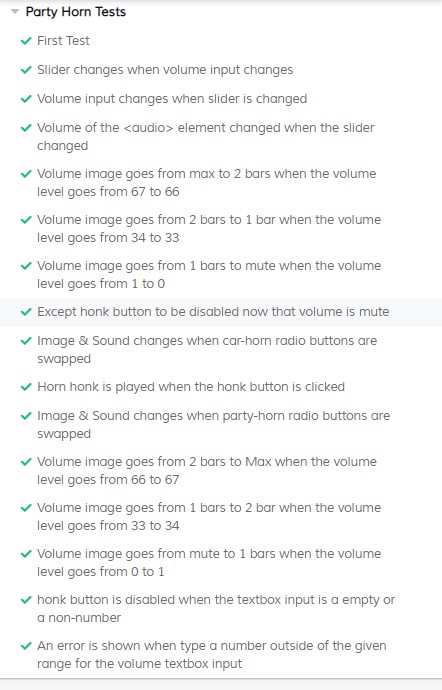 Party Horn Tests
First Test
Slider changes when volume input changes
Volume input changes when slider is changed
Volume of the <audio> element changed when the slider
changed
Volume image goes from max to 2 bars when the volume
level goes from 67 to 66
Volume image goes from 2 bars to 1 bar when the volume
level goes from 34 to 33
Volume image goes from 1 bars to mute when the volume
level goes from 1 to 0
Except honk button to be disabled now that volume is mute
Image & Sound changes when car-horn radio buttons are
swapped
Horn honk is played when the honk button is clicked
Image & Sound changes when party-horn radio buttons are
swapped
Volume image goes from 2 bars to Max when the volume
level goes from 66 to 67
Volume image goes from 1 bars to 2 bar when the volume
level goes from 33 to 34
Volume image goes from mute to 1 bars when the volume
level goes from 0 to 1
honk button is disabled when the textbox input is a empty or
a non-number
An error is shown when type a number outside of the given
range for the volume textbox input